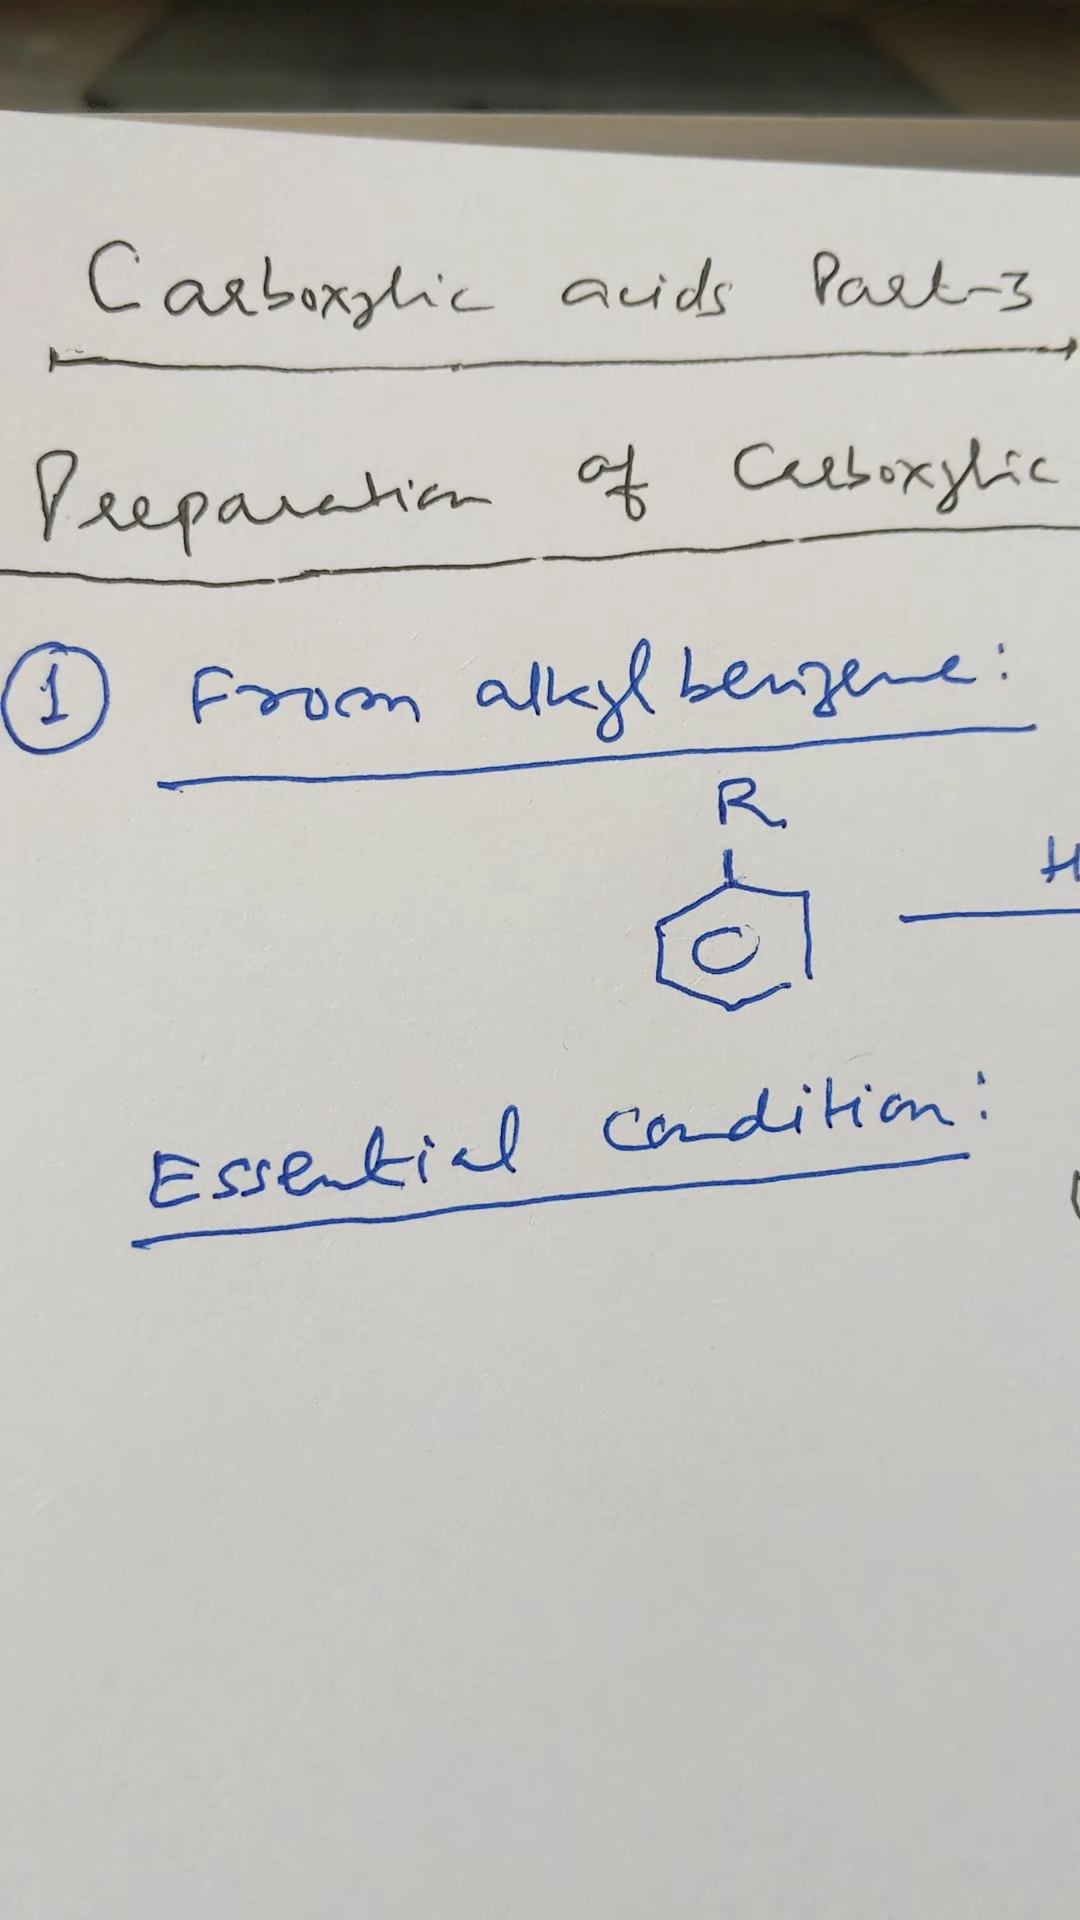 Carboxylic acids Part-3
Preparation of Carboxylic
① From alkyl benzene:
R
H
Essential condition: